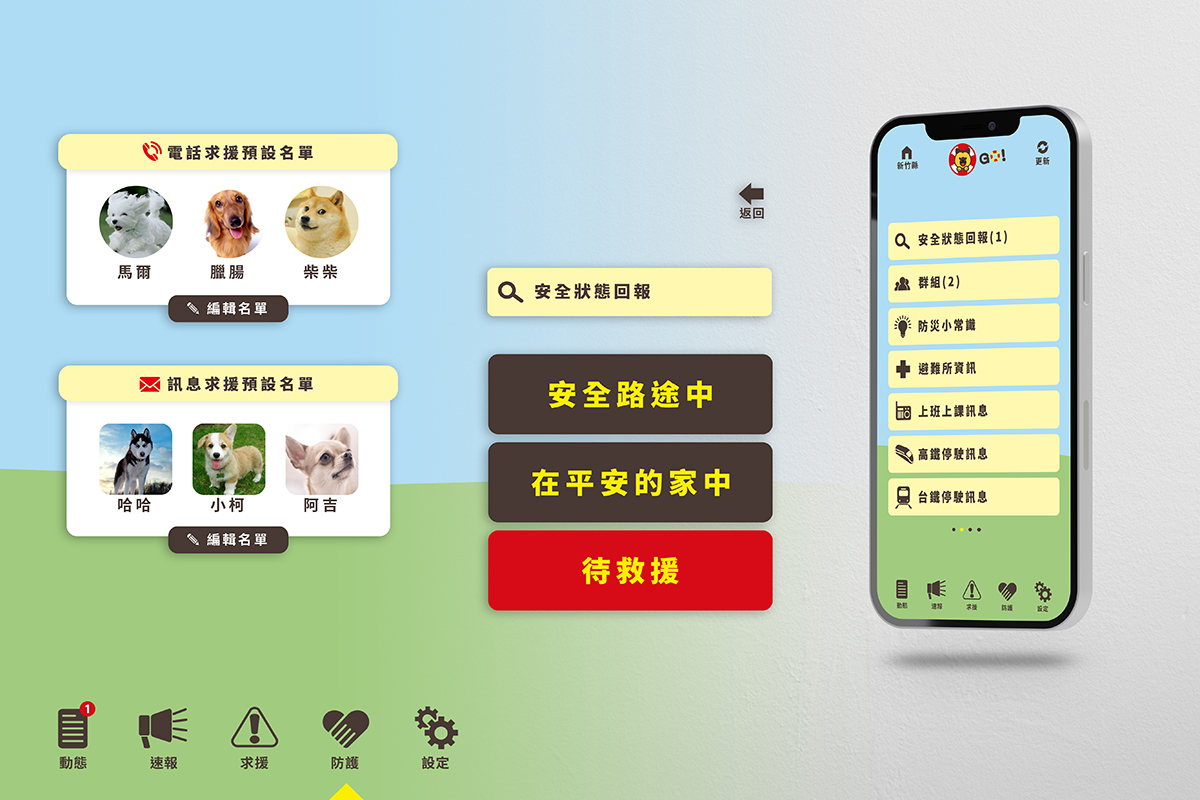 電話求援預設名單
馬爾
臘腸
柴柴
編輯名單
訊息求援預設名單
哈哈
小柯
阿吉
編輯名單
1
動態
速報
求援
防護
設定
返回
安全狀態回報
安全路途中
在平安的家中
待救援
新竹縣
GO!
更新
安全狀態回報(1)
群組(2)
防災小常識
避難所資訊
上班上課訊息
高鐵停駛訊息
台鐵停駛訊息
動態
速報
求援
防護
設定